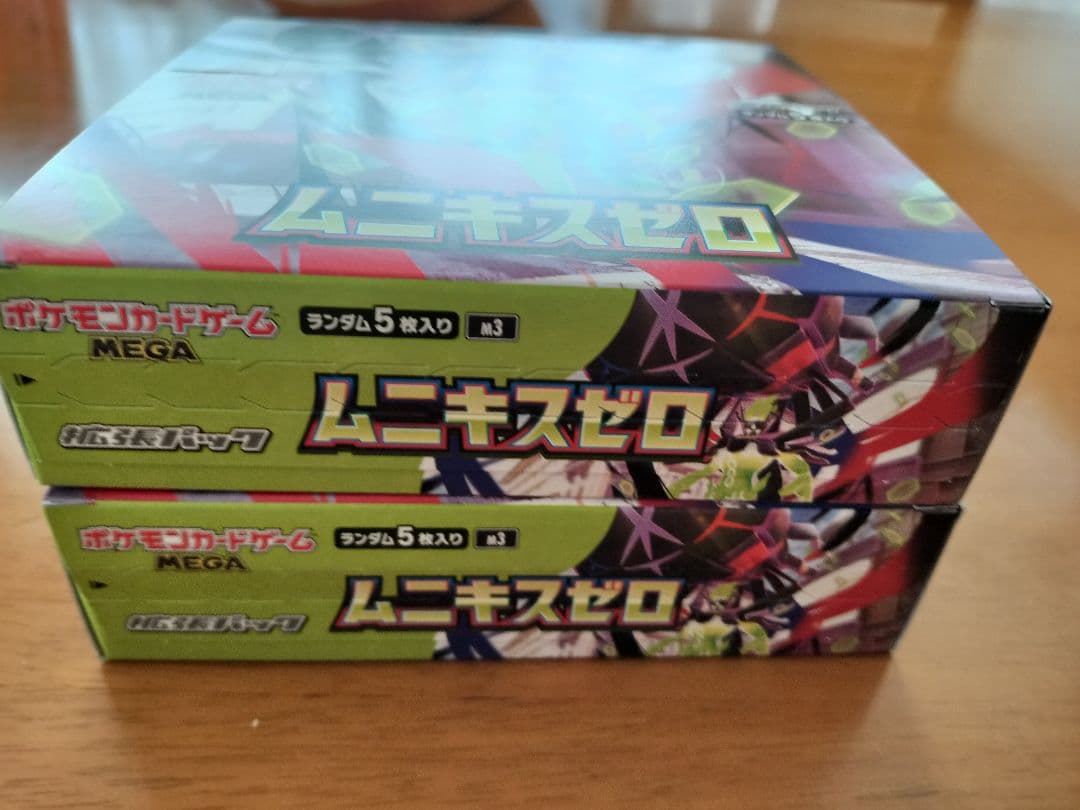 ムニキスゼロ
ポケモンカードゲーム
MEGA
ランダム5枚入り M3
拡張パック
ムニキスゼロ
ポケモンカードゲーム
MEGA
ランダム5枚入り M3
拡張パック
ムニキスゼロ